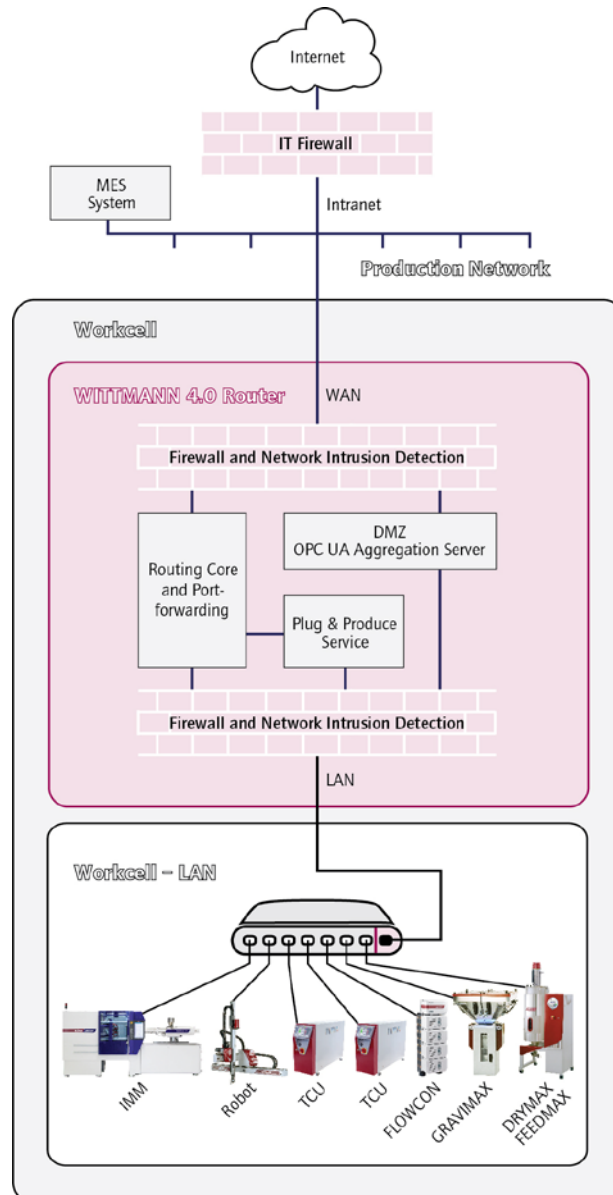 Internet
IT Firewall
MES
System
Intranet
Production Network
Workcell
WITTMANN 4.0 Router
WAN
Firewall and Network Intrusion Detection
DMZ
OPC UA Aggregation Server
Routing Core
and Port-
forwarding
Plug & Produce
Service
Firewall and Network Intrusion Detection
LAN
Workcell – LAN
IMM
Robot
TCU
TCU
FLOWCON
GRAVIMAX
DRYMAX
FEEDMAX